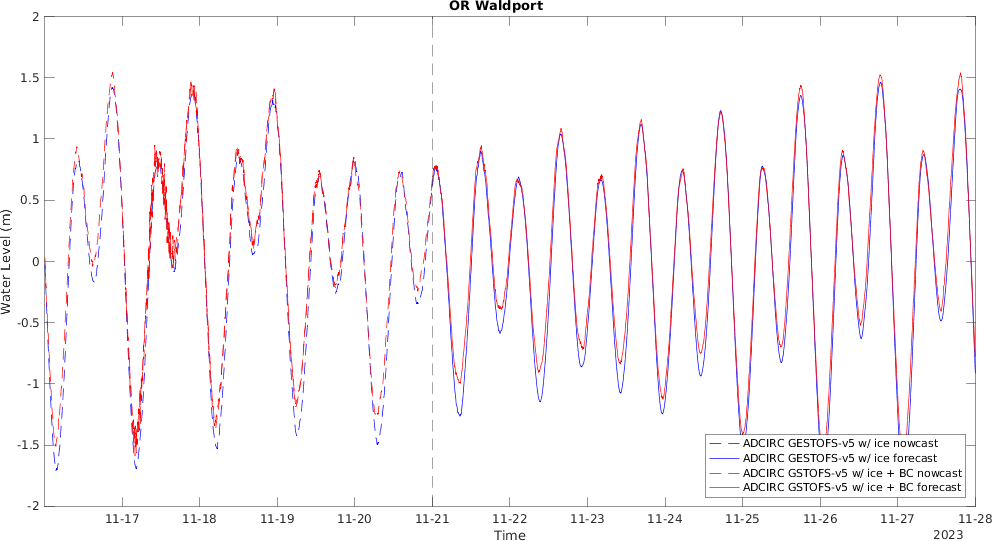 OR Waldport
2
1.5
1
0.5
0
-0.5
-1
-1.5
-2
Water Level (m)
ADCIRC GESTOFS-v5 w/ ice nowcast
ADCIRC GESTOFS-v5 w/ ice forecast
ADCIRC GSTOFS-v5 w/ ice + BC nowcast
ADCIRC GSTOFS-v5 w/ ice + BC forecast
11-17 11-18 11-19 11-20 11-21 11-22 11-23 11-24 11-25 11-26 11-27 11-28
Time
2023